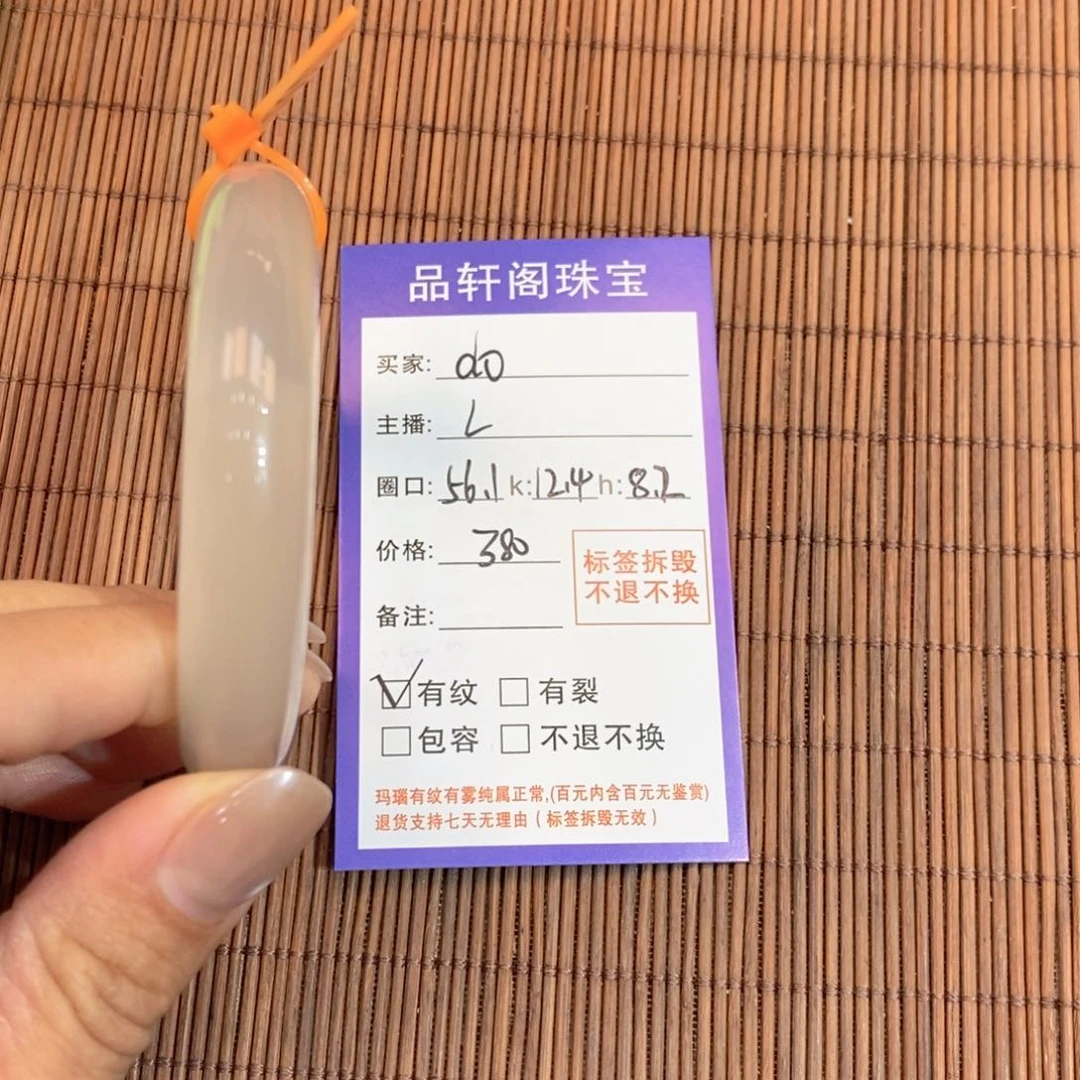 品轩阁珠宝
买家: do
主播: L
圈口: 56.1 k: 12.4 h: 8.2
价格: 380
标签拆毁
不退不换
备注:
有纹 有裂
包容 不退不换
玛瑙有纹有雾纯属正常,(百元内含百元无鉴赏)
退货支持七天无理由(标签拆毁无效)